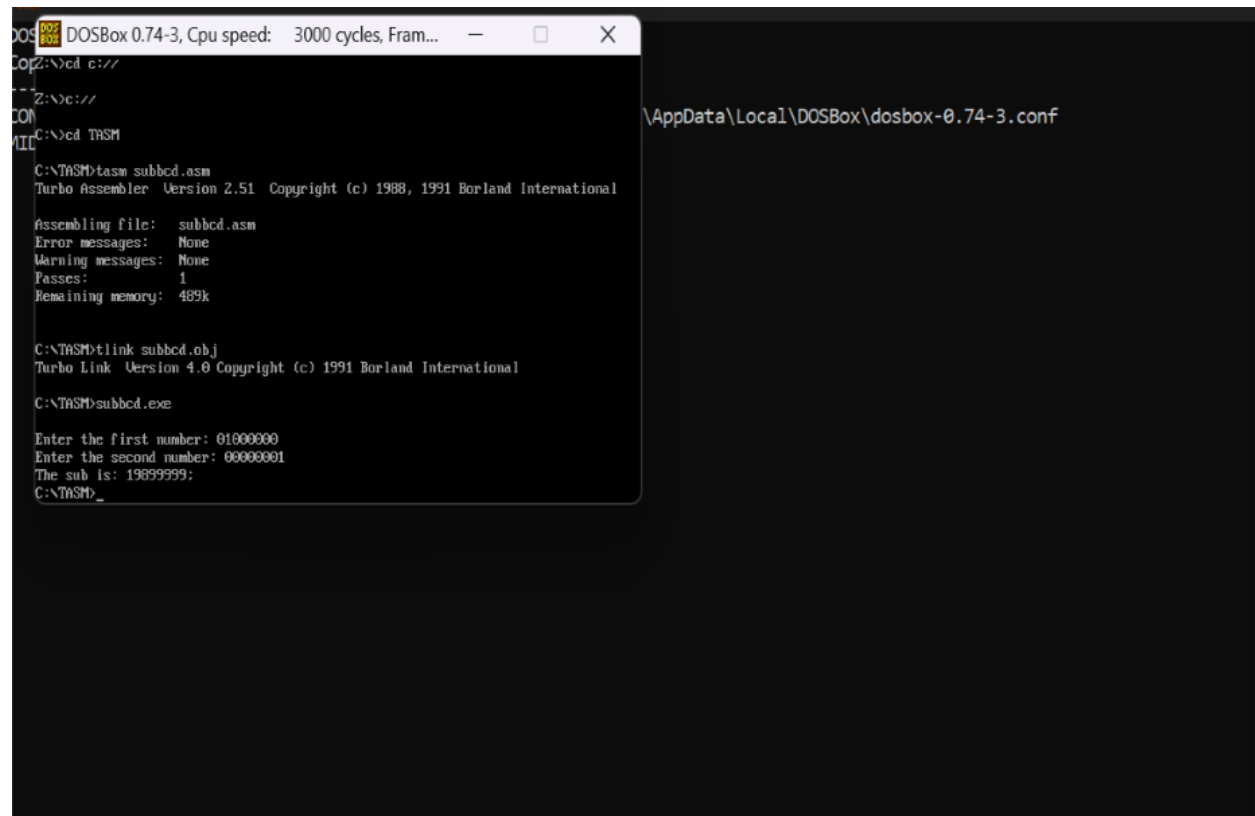 DOS
DOSBox 0.74-3, Cpu speed: 3000 cycles, Fram...
Cop
Z:\>cd c://
Z:\>c://
CON
\AppData\Local\DOSBox\dosbox-0.74-3.conf
C:\>cd TASM
MID
C:\TASM>tasm subbcd.asm
Turbo Assembler Version 2.51 Copyright (c) 1988, 1991 Borland International
Assembling file: subbcd.asm
Error messages: None
Warning messages: None
Passes: 1
Remaining memory: 489k
C:\TASM>tlink subbcd.obj
Turbo Link Version 4.0 Copyright (c) 1991 Borland International
C:\TASM>subbcd.exe
Enter the first number: 01000000
Enter the second number: 00000001
The sub is: 19899999;
C:\TASM>_